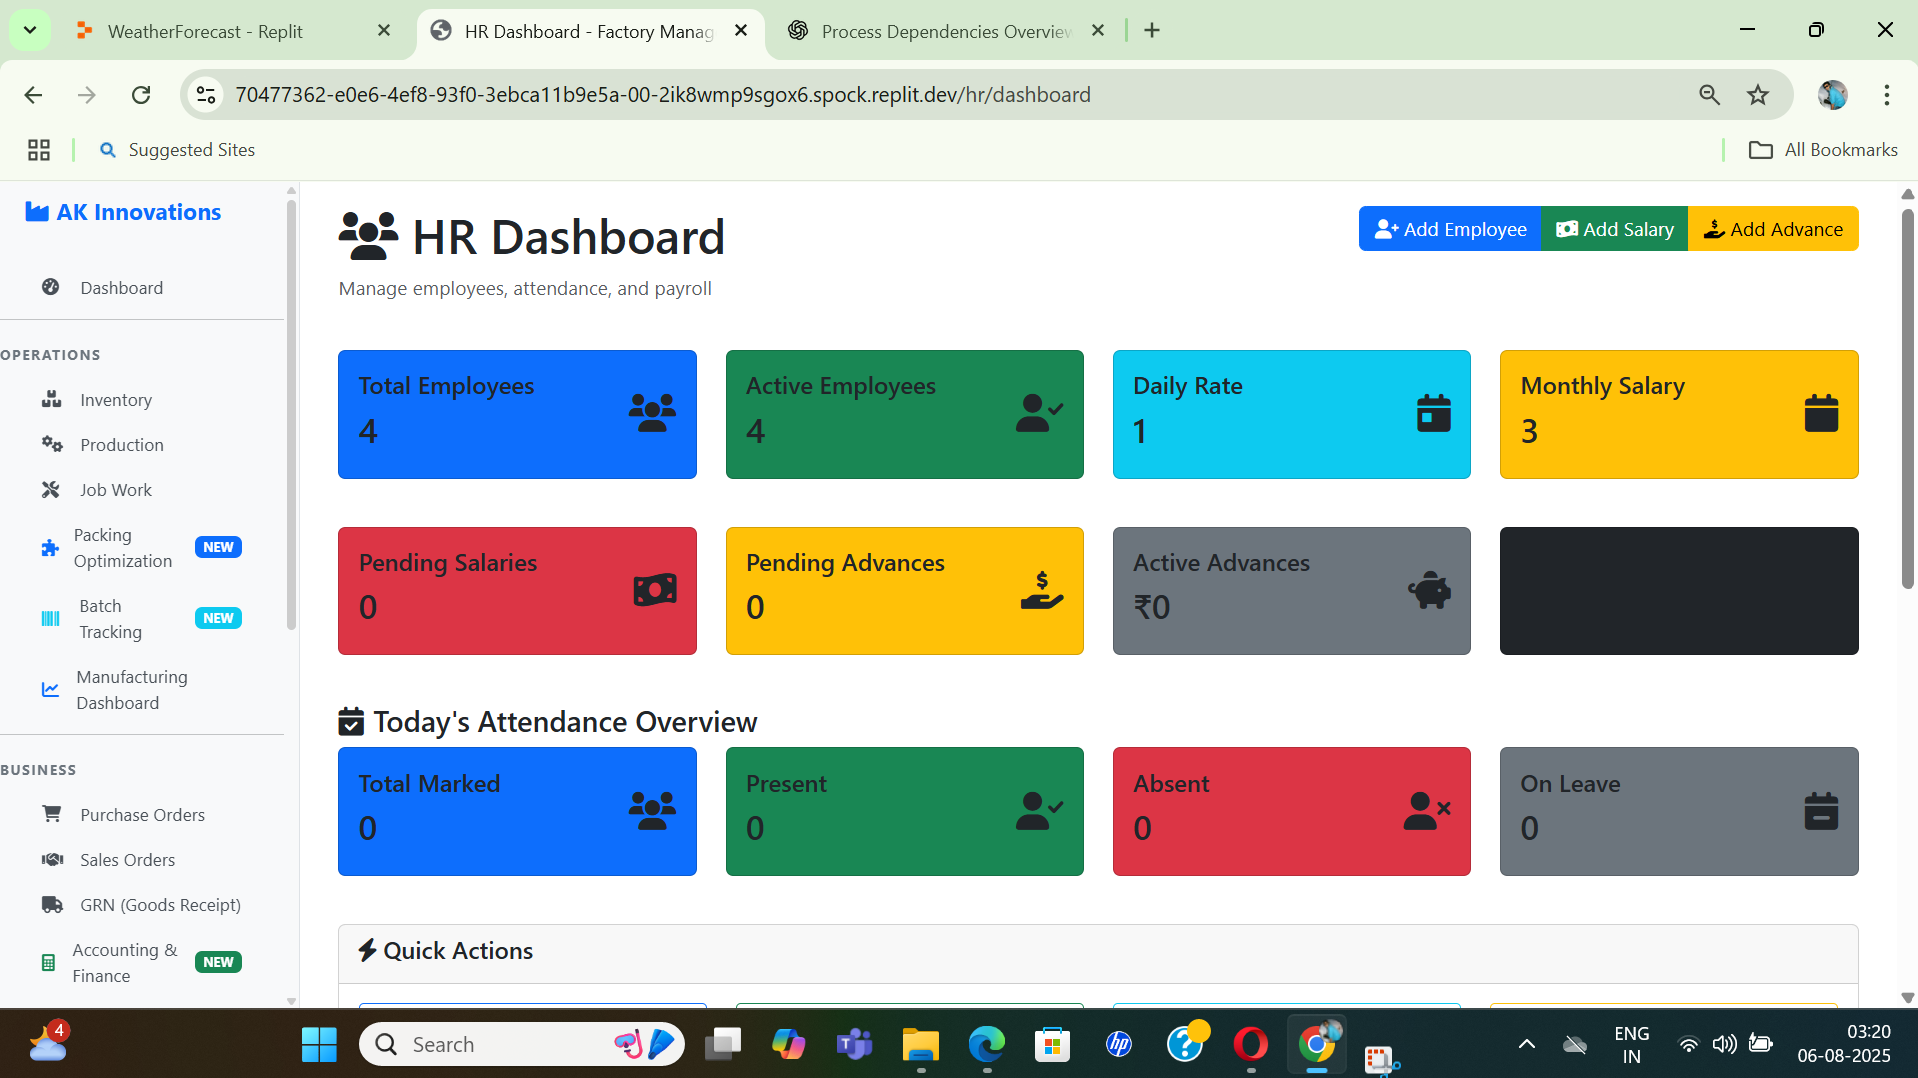 WeatherForecast - Replit
HR Dashboard - Factory Manag
Process Dependencies Overview
70477362-e0e6-4ef8-93f0-3ebca11b9e5a-00-2ik8wmp9sgox6.spock.replit.dev/hr/dashboard
Suggested Sites
All Bookmarks
AK Innovations
Dashboard
OPERATIONS
Inventory
Production
Job Work
Packing
Optimization
NEW
Batch
Tracking
NEW
Manufacturing
Dashboard
BUSINESS
Purchase Orders
Sales Orders
GRN (Goods Receipt)
Accounting &
Finance
NEW
HR Dashboard
Manage employees, attendance, and payroll
Add Employee
Add Salary
Add Advance
Total Employees
4
Active Employees
4
Daily Rate
1
Monthly Salary
3
Pending Salaries
0
Pending Advances
0
Active Advances
₹0
Today's Attendance Overview
Total Marked
0
Present
0
Absent
0
On Leave
0
Quick Actions
4
Search
hp
ENG
IN
03:20
06-08-2025